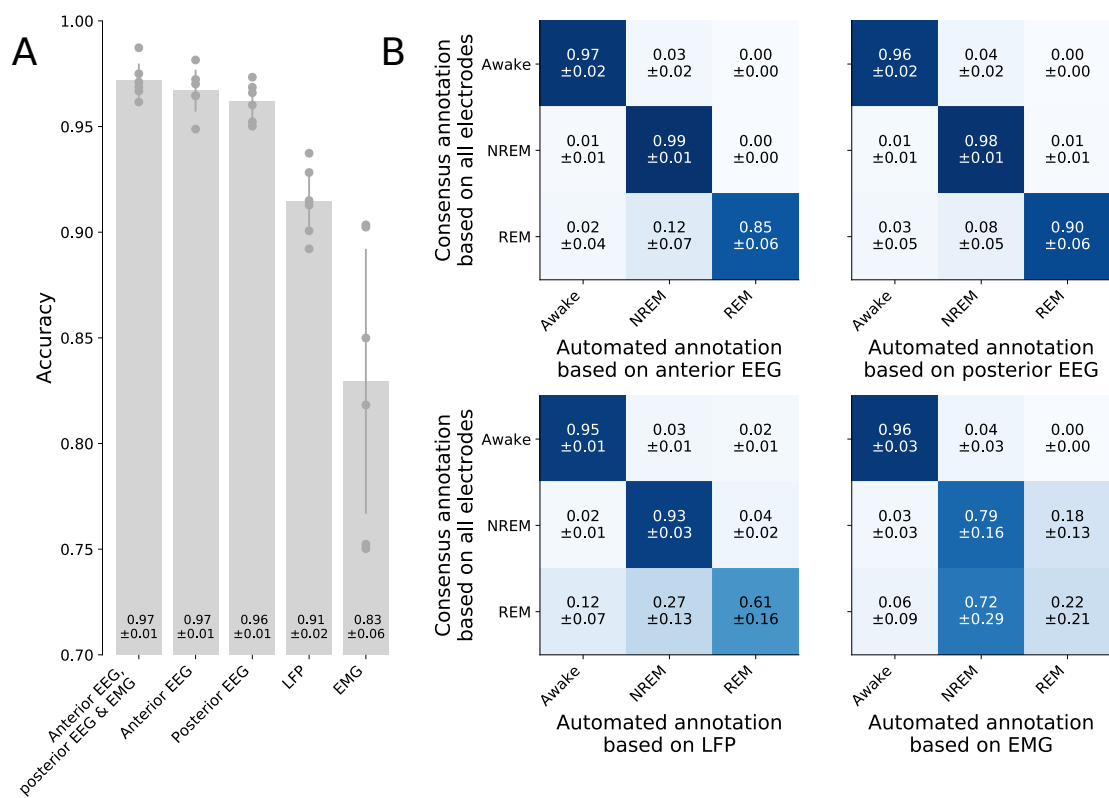 A
1.00
0.95
0.90
0.85
0.80
0.75
0.70
Accuracy
0.97
±0.01
0.97
±0.01
0.96
±0.01
0.91
±0.02
0.83
±0.06
Anterior EEG,
posterior EEG & EMG
Anterior EEG
Posterior EEG
LFP
EMG
B
Consensus annotation
based on all electrodes
Awake
NREM
REM
0.97 0.03 0.00
±0.02 ±0.02 ±0.00
0.01 0.99 0.00
±0.01 ±0.01 ±0.00
0.02 0.12 0.85
±0.04 ±0.07 ±0.06
Awake
NREM
REM
Automated annotation
based on anterior EEG
0.96 0.04 0.00
±0.02 ±0.02 ±0.00
0.01 0.98 0.01
±0.01 ±0.01 ±0.01
0.03 0.08 0.90
±0.05 ±0.05 ±0.06
Awake
NREM
REM
Automated annotation
based on posterior EEG
Consensus annotation
based on all electrodes
Awake
NREM
REM
0.95 0.03 0.02
±0.01 ±0.01 ±0.01
0.02 0.93 0.04
±0.01 ±0.03 ±0.02
0.12 0.27 0.61
±0.07 ±0.13 ±0.16
Awake
NREM
REM
Automated annotation
based on LFP
0.96 0.04 0.00
±0.03 ±0.03 ±0.00
0.03 0.79 0.18
±0.03 ±0.16 ±0.13
0.06 0.72 0.22
±0.09 ±0.29 ±0.21
Awake
NREM
REM
Automated annotation
based on EMG